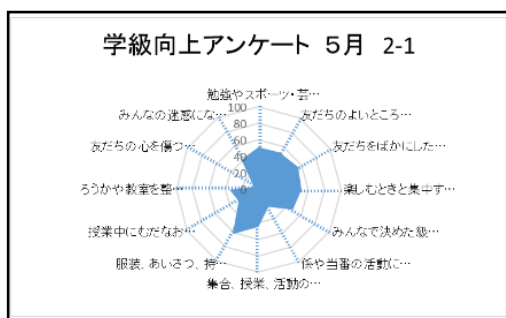 学級向上アンケート 5月 2-1
勉強やスポーツ・芸…
友だちのよいところ…
友だちをばかにした…
楽しむときと集中す…
みんなで決めた級…
係や当番の活動に…
集合、授業、活動の…
服装、あいさつ、持…
授業中にむだなお…
ろうかや教室を整…
友だちの心を傷つ…
みんなの迷惑にな…
100
80
60
40
20
0